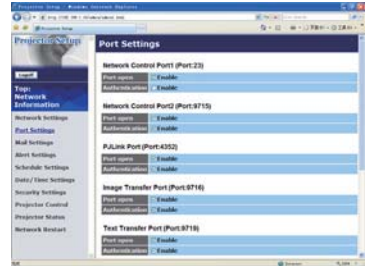 Projector Setup
Port Settings
Logoff
Top:
Network
Information
Network Settings
Port Settings
Mail Settings
Alert Settings
Schedule Settings
Date/Time Settings
Security Settings
Projector Control
Projector Status
Network Restart
Network Control Port1 (Port:23)
Port open Enable
Authentication Enable
Network Control Port2 (Port:9715)
Port open Enable
Authentication Enable
PJLink Port (Port:4352)
Port open Enable
Authentication Enable
Image Transfer Port (Port:9716)
Port open Enable
Authentication Enable
Text Transfer Port (Port:9719)
Port open Enable
Authentication Enable